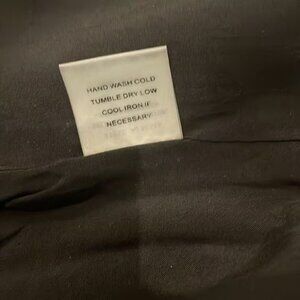 HAND WASH COLD
TUMBLE DRY LOW
COOL IRON IF
NECESSARY